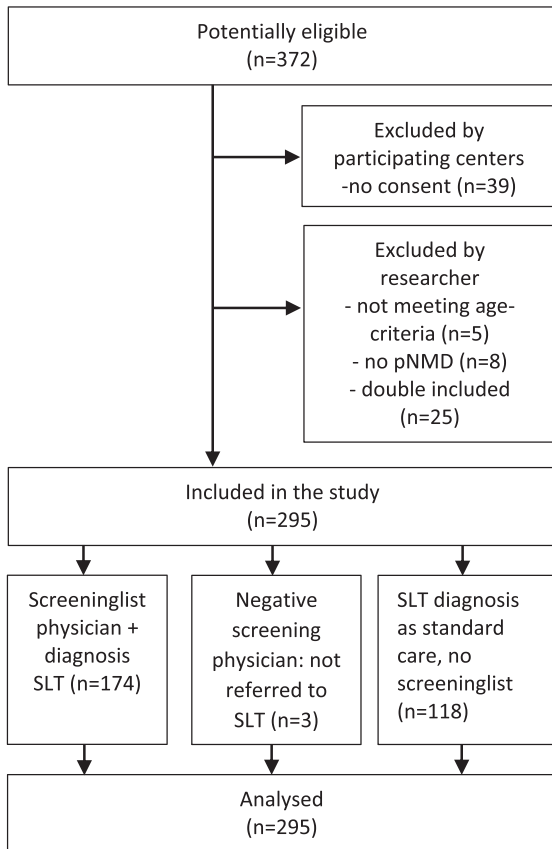 Potentially eligible
(n=372)
Excluded by
participating centers
-no consent (n=39)
Excluded by
researcher
- not meeting age-
criteria (n=5)
- no pNMD (n=8)
- double included
(n=25)
Included in the study
(n=295)
Screeninglist
physician +
diagnosis
SLT (n=174)
Negative
screening
physician: not
referred to
SLT (n=3)
SLT diagnosis
as standard
care, no
screeninglist
(n=118)
Analysed
(n=295)